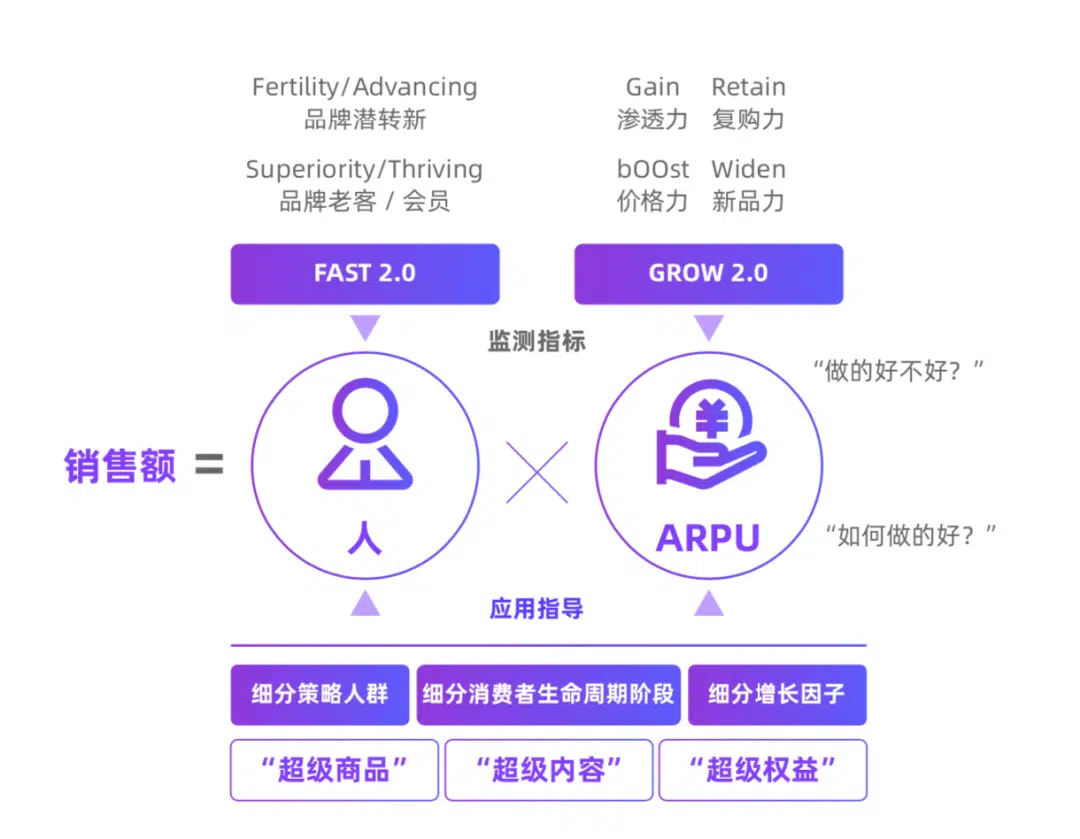 Fertility/Advancing
品牌潜转新
Superiority/Thriving
品牌老客 / 会员
Gain Retain
渗透力 复购力
bOOst Widen
价格力 新品力
FAST 2.0
GROW 2.0
监测指标
“做的好不好？”
销售额 =
人
ARPU
“如何做的好？”
应用指导
细分策略人群
细分消费者生命周期阶段
细分增长因子
“超级商品”
“超级内容”
“超级权益”